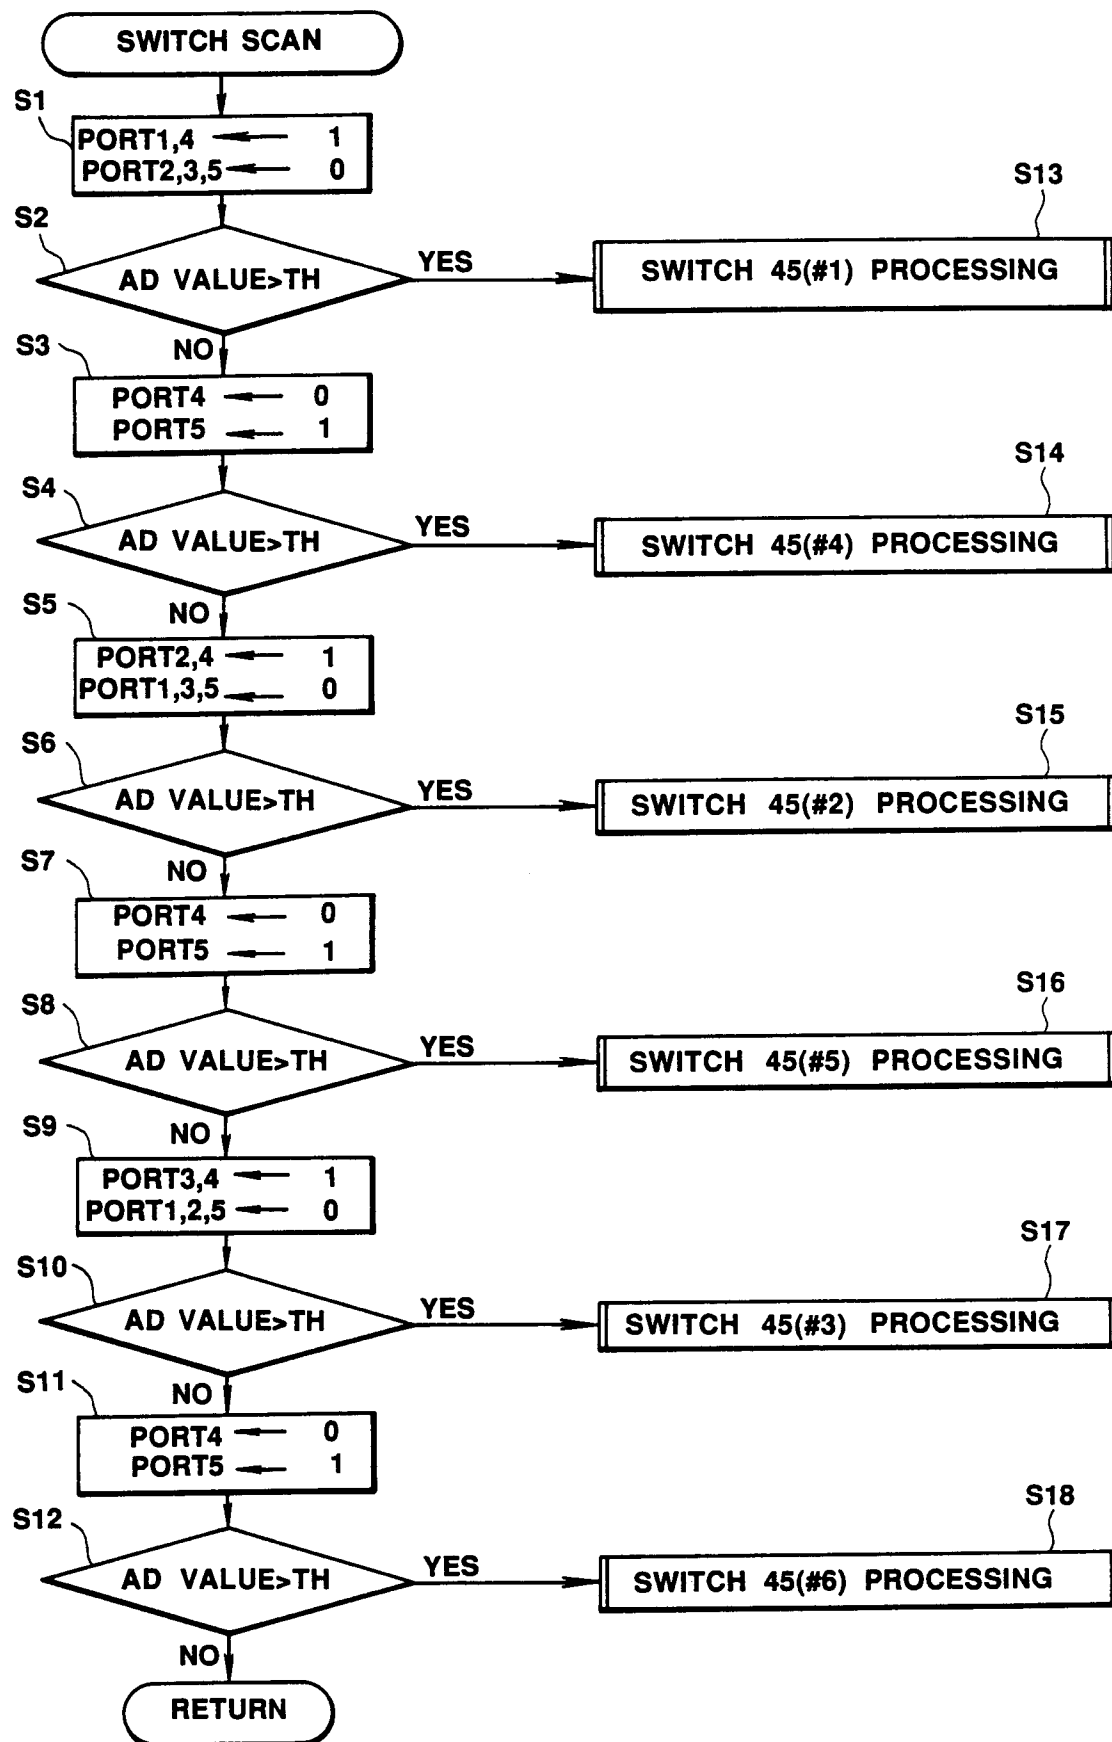 SWITCH SCAN
S1
PORT1,4 ← 1
PORT2,3,5 ← 0
S13
S2
AD VALUE>TH
YES
SWITCH 45(#1) PROCESSING
NO
S3
PORT4 ← 0
PORT5 ← 1
S14
S4
AD VALUE>TH
YES
SWITCH 45(#4) PROCESSING
NO
S5
PORT2,4 ← 1
PORT1,3,5 ← 0
S15
S6
AD VALUE>TH
YES
SWITCH 45(#2) PROCESSING
NO
S7
PORT4 ← 0
PORT5 ← 1
S16
S8
AD VALUE>TH
YES
SWITCH 45(#5) PROCESSING
NO
S9
PORT3,4 ← 1
PORT1,2,5 ← 0
S17
S10
AD VALUE>TH
YES
SWITCH 45(#3) PROCESSING
NO
S11
PORT4 ← 0
PORT5 ← 1
S18
S12
AD VALUE>TH
YES
SWITCH 45(#6) PROCESSING
NO
RETURN